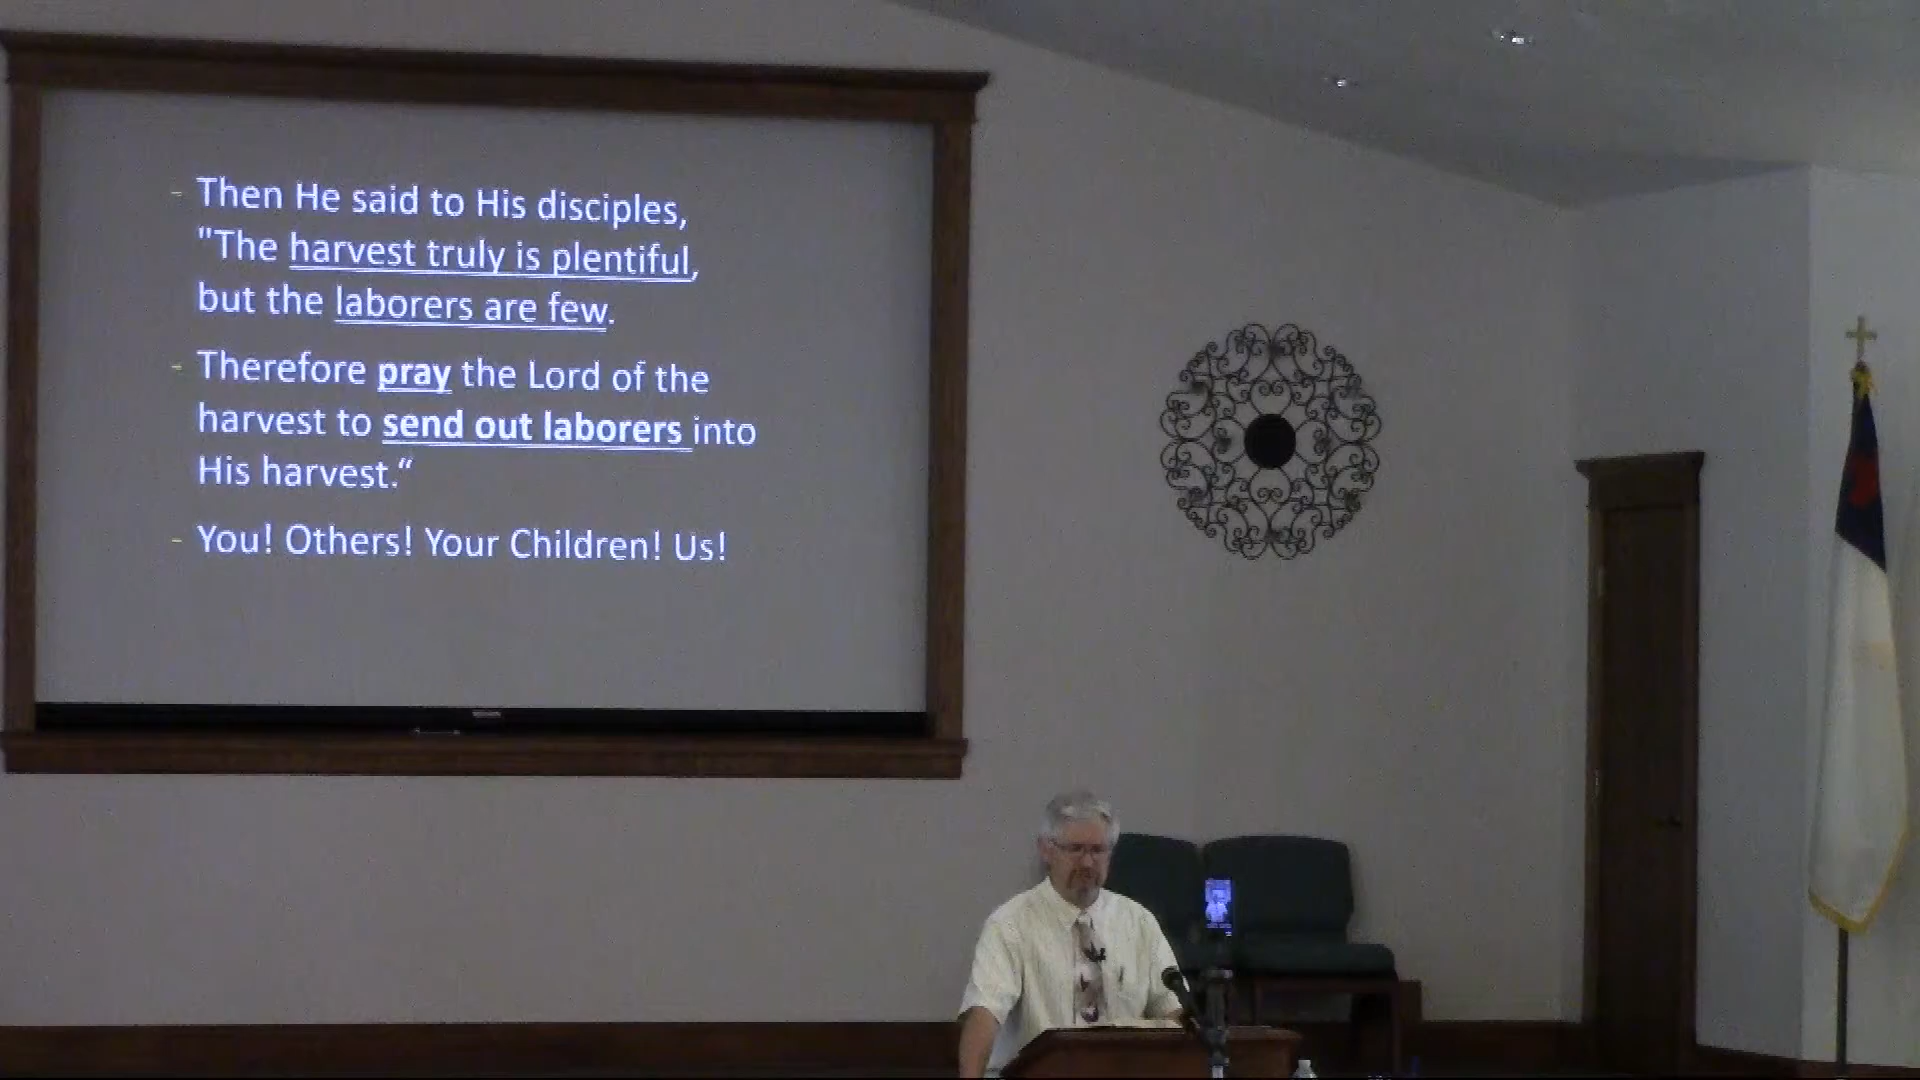 - Then He said to His disciples,
"The harvest truly is plentiful,
but the laborers are few.
- Therefore pray the Lord of the
harvest to send out laborers into
His harvest.“
- You! Others! Your Children! Us!